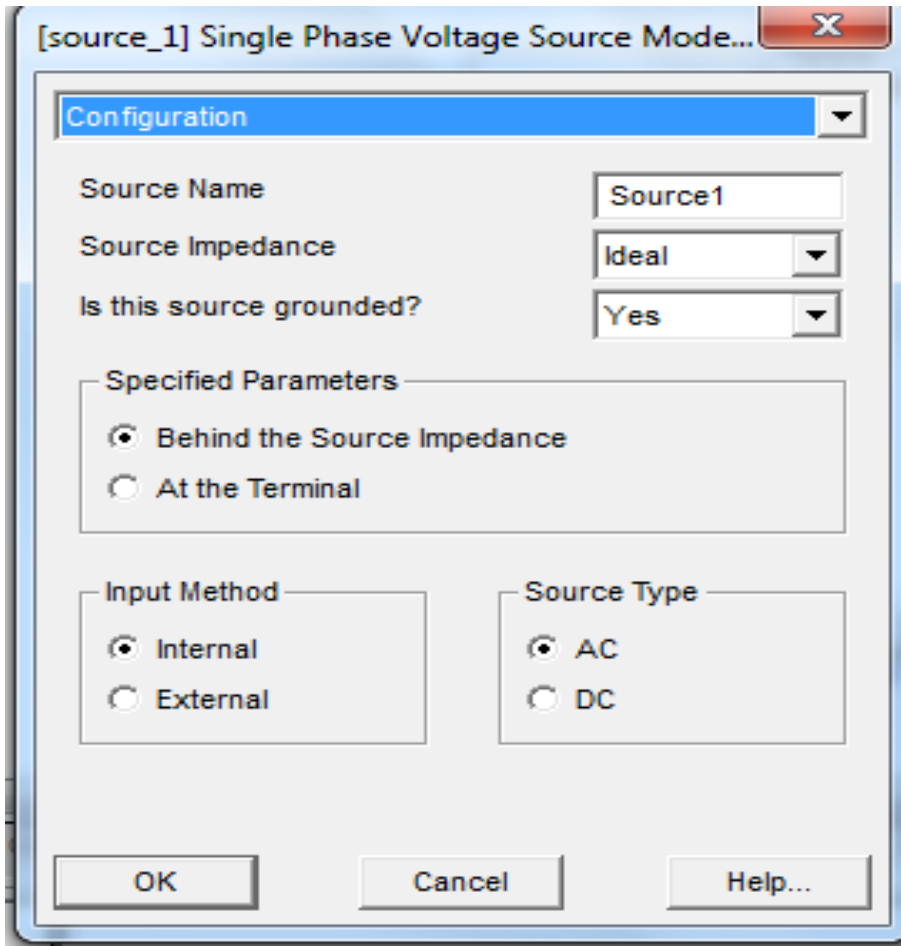 [source_1] Single Phase Voltage Source Mode...
Configuration
Source Name
Source1
Source Impedance
Ideal
Is this source grounded?
Yes
Specified Parameters
Behind the Source Impedance
At the Terminal
Input Method
Internal
External
Source Type
AC
DC
OK
Cancel
Help...